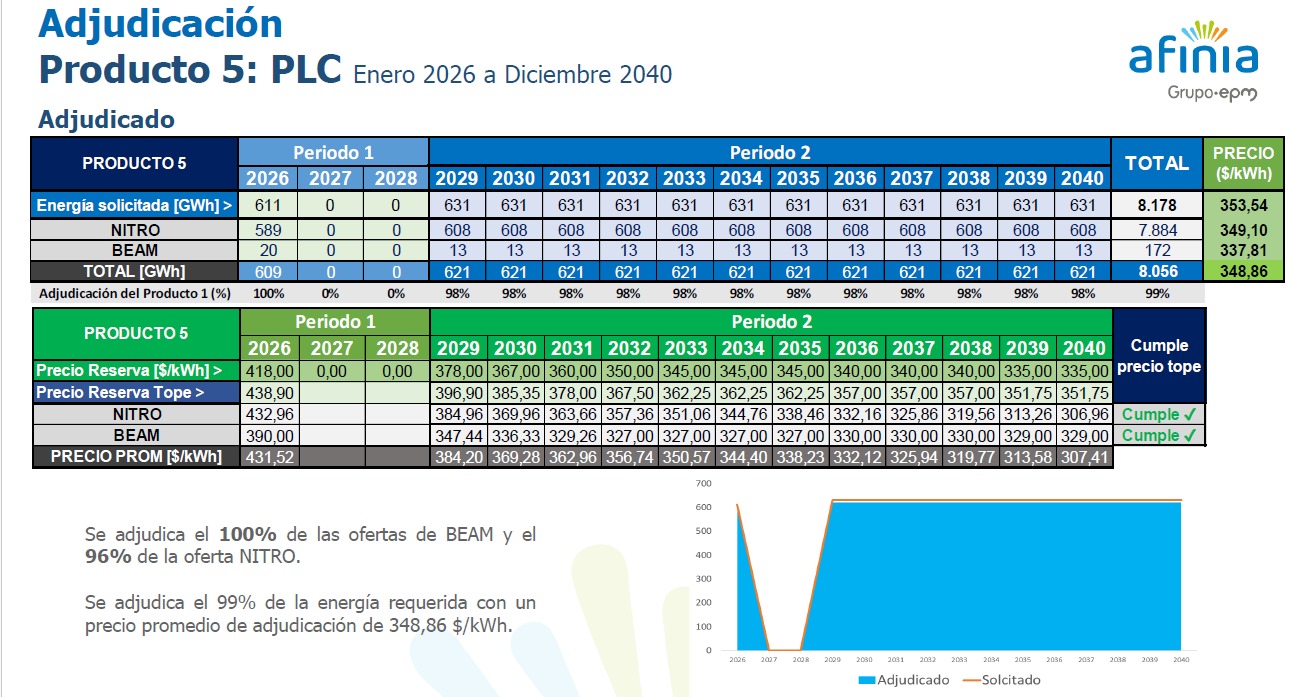 Adjudicación
Producto 5: PLC Enero 2026 a Diciembre 2040
afinia
Grupo•epm
Adjudicado
PRODUCTO 5 Periodo 1 Periodo 2 TOTAL PRECIO ($/kWh)
2026 2027 2028 2029 2030 2031 2032 2033 2034 2035 2036 2037 2038 2039 2040
Energía solicitada [GWh] > 611 0 0 631 631 631 631 631 631 631 631 631 631 631 631 8.178 353,54
NITRO 589 0 0 608 608 608 608 608 608 608 608 608 608 608 608 7.884 349,10
BEAM 20 0 0 13 13 13 13 13 13 13 13 13 13 13 13 172 337,81
TOTAL [GWh] 609 0 0 621 621 621 621 621 621 621 621 621 621 621 621 8.056 348,86
Adjudicación del Producto 1 (%) 100% 0% 0% 98% 98% 98% 98% 98% 98% 98% 98% 98% 98% 98% 98% 99%
PRODUCTO 5 Periodo 1 Periodo 2 Cumple precio tope
2026 2027 2028 2029 2030 2031 2032 2033 2034 2035 2036 2037 2038 2039 2040
Precio Reserva [$/kWh] > 418,00 0,00 0,00 378,00 367,00 360,00 350,00 345,00 345,00 345,00 340,00 340,00 340,00 335,00 335,00
Precio Reserva Tope > 438,90 396,90 385,35 378,00 367,50 362,25 362,25 362,25 357,00 357,00 357,00 351,75 351,75
NITRO 432,96 384,96 369,96 363,66 357,36 351,06 344,76 338,46 332,16 325,86 319,56 313,26 306,96 Cumple ✓
BEAM 390,00 347,44 336,33 329,26 327,00 327,00 327,00 327,00 330,00 330,00 330,00 329,00 329,00 Cumple ✓
PRECIO PROM [$/kWh] 431,52 384,20 369,28 362,96 356,74 350,57 344,40 338,23 332,12 325,94 319,77 313,58 307,41
Se adjudica el 100% de las ofertas de BEAM y el
96% de la oferta NITRO.
Se adjudica el 99% de la energía requerida con un
precio promedio de adjudicación de 348,86 $/kWh.
700
600
500
400
300
200
100
0
2026 2027 2028 2029 2030 2031 2032 2033 2034 2035 2036 2037 2038 2039 2040
Adjudicado Solcitado